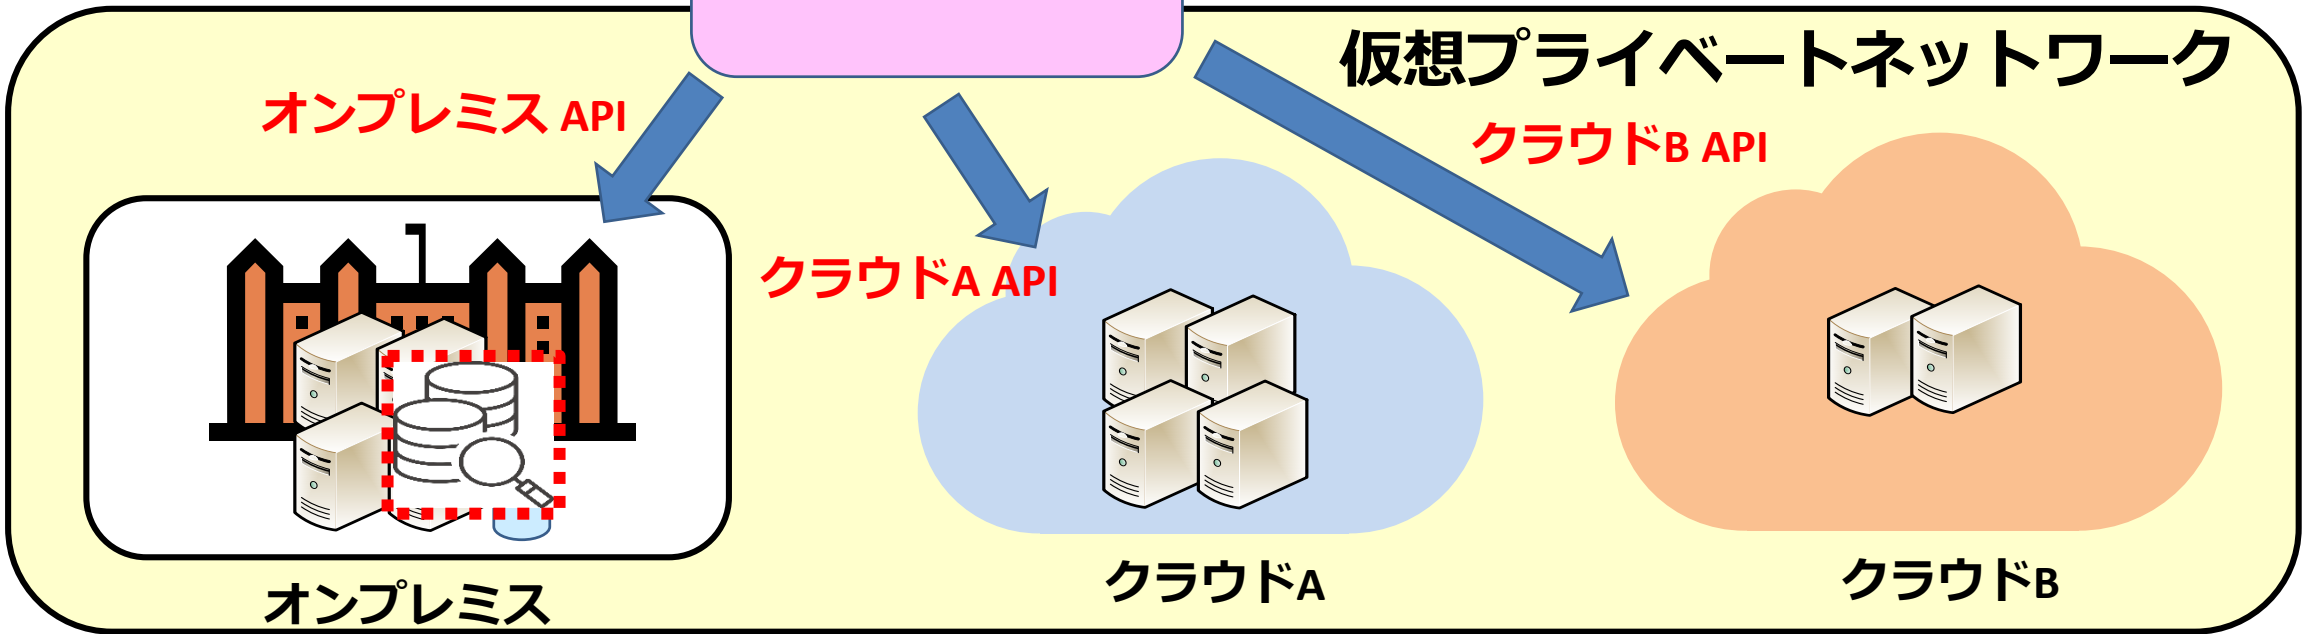 仮想プライベートネットワーク
オンプレミス API
クラウドB API
クラウドA API
クラウドA
クラウドB
オンプレミス